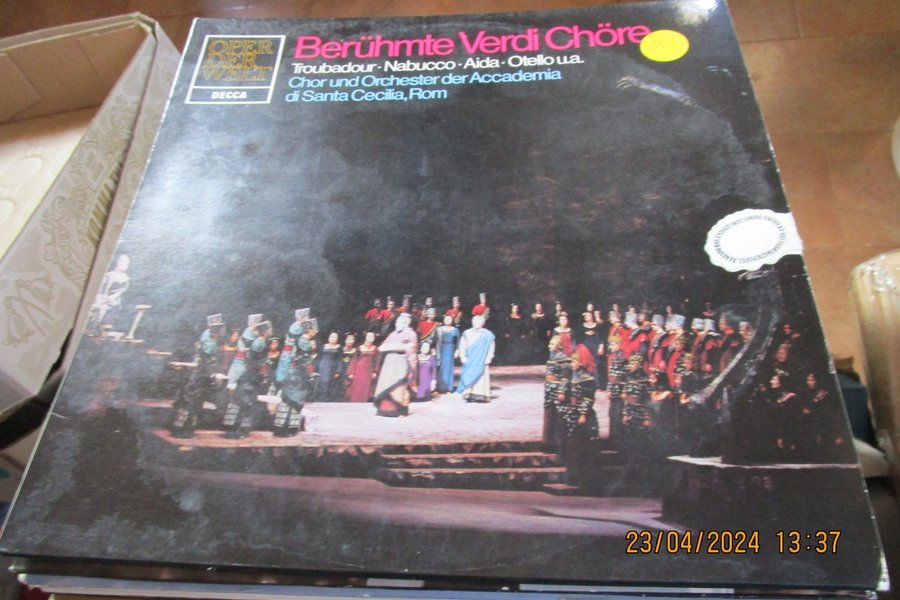 OPER
DER
WELT
DECCA
Berühmte Verdi Chöre
Troubadour · Nabucco · Aida · Otello u.a.
Chor und Orchester der Accademia
di Santa Cecilia, Rom
23/04/2024 13:37